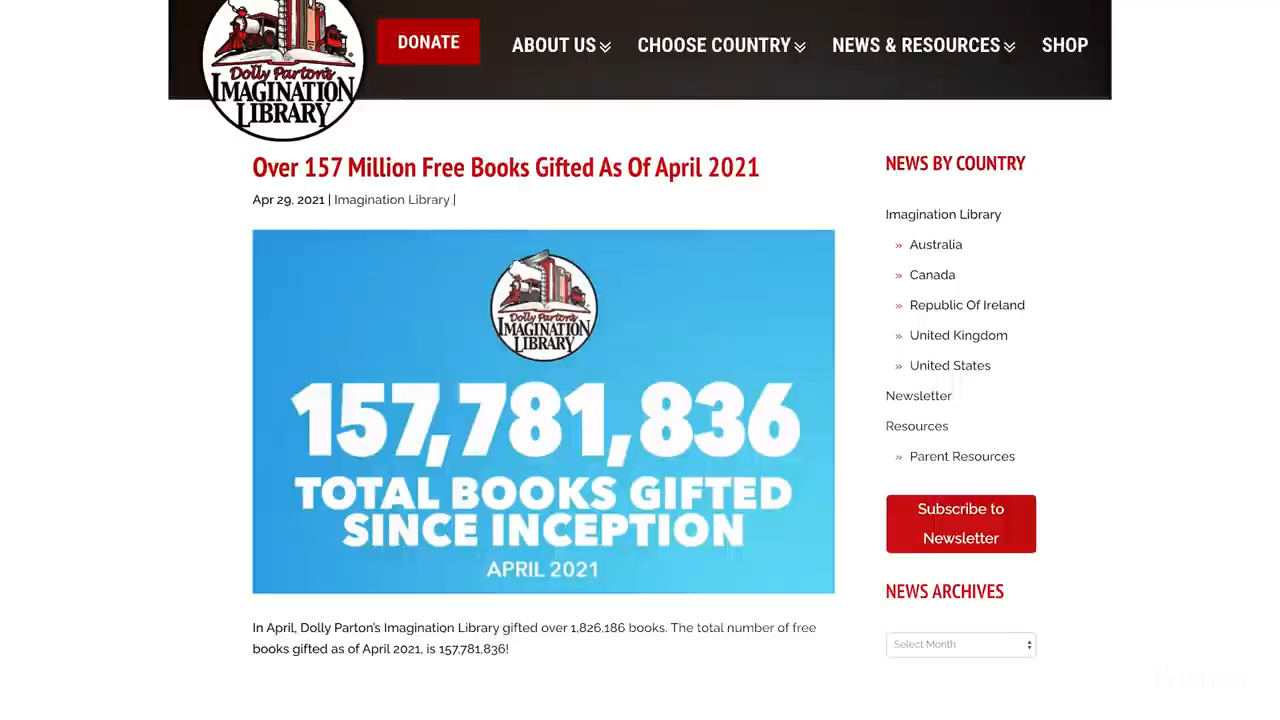 Dolly Parton's
IMAGINATION
LIBRARY
DONATE
ABOUT US
CHOOSE COUNTRY
NEWS & RESOURCES
SHOP
Over 157 Million Free Books Gifted As Of April 2021
Apr 29, 2021 | Imagination Library |
Dolly Parton's
IMAGINATION
LIBRARY
157,781,836
TOTAL BOOKS GIFTED
SINCE INCEPTION
APRIL 2021
In April, Dolly Parton's Imagination Library gifted over 1,826,186 books. The total number of free
books gifted as of April 2021, is 157,781,836!
NEWS BY COUNTRY
Imagination Library
» Australia
» Canada
» Republic Of Ireland
» United Kingdom
» United States
Newsletter
Resources
» Parent Resources
Subscribe to
Newsletter
NEWS ARCHIVES
Select Month